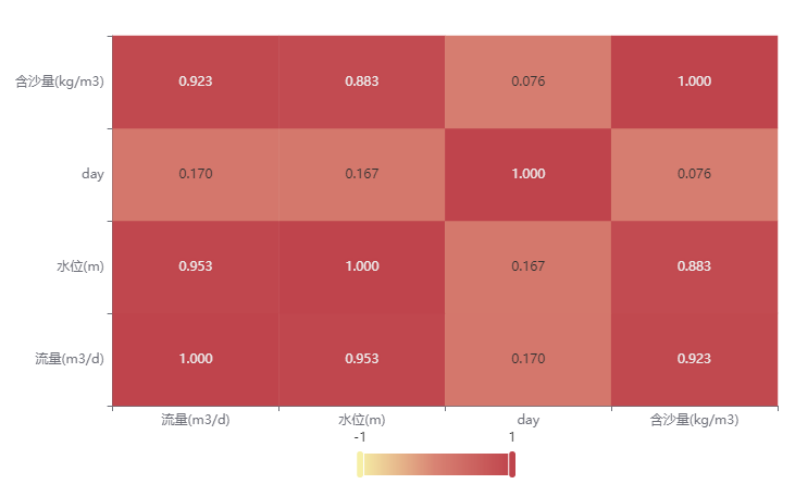 含沙量(kg/m3) 0.923 0.883 0.076 1.000
day 0.170 0.167 1.000 0.076
水位(m) 0.953 1.000 0.167 0.883
流量(m3/d) 1.000 0.953 0.170 0.923
流量(m3/d) 水位(m) day 含沙量(kg/m3)
-1 1